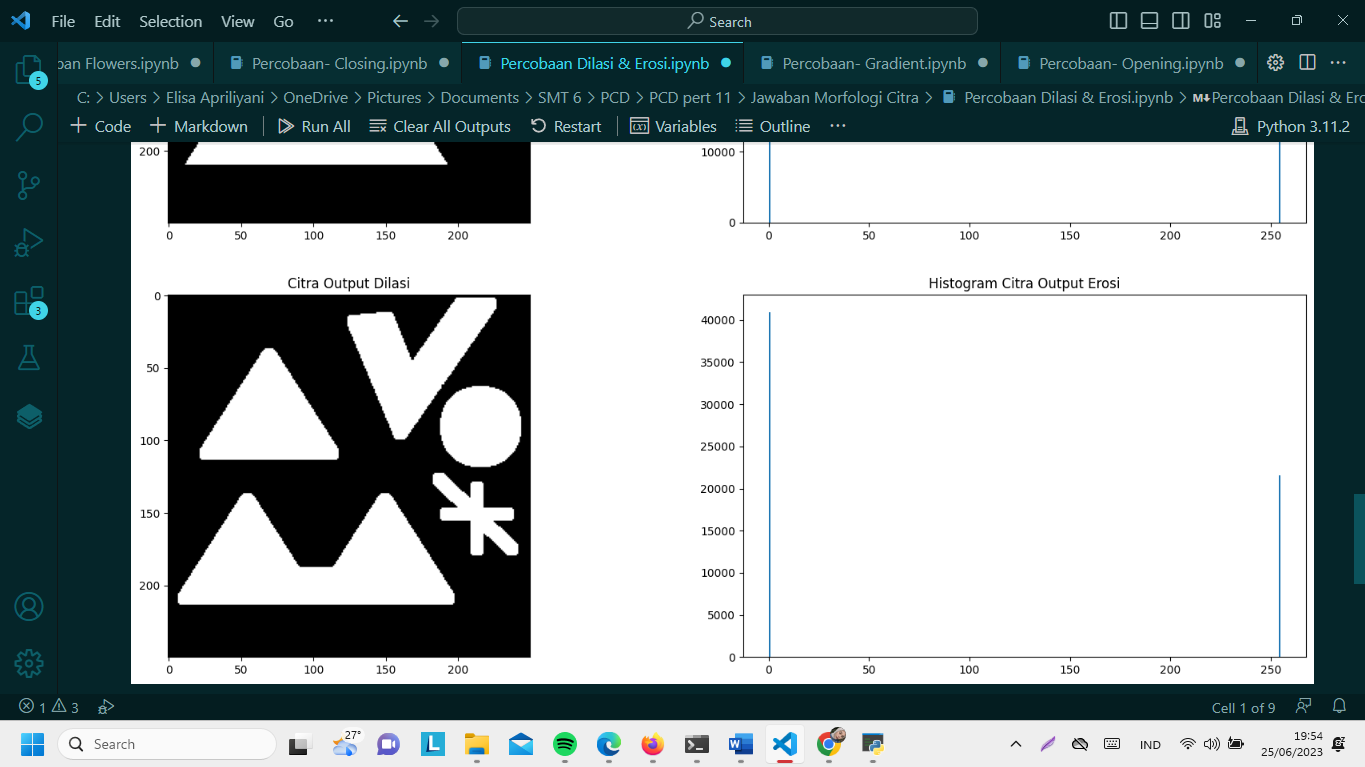 File Edit Selection View Go ··· Search
ban Flowers.ipynb Percobaan- Closing.ipynb Percobaan Dilasi & Erosi.ipynb Percobaan- Gradient.ipynb Percobaan- Opening.ipynb ···
5
C: > Users > Elisa Apriliyani > OneDrive > Pictures > Documents > SMT 6 > PCD > PCD pert 11 > Jawaban Morfologi Citra > Percobaan Dilasi & Erosi.ipynb > M↓Percobaan Dilasi & Ero
+ Code + Markdown Run All Clear All Outputs Restart Variables Outline ··· Python 3.11.2
200
0 50 100 150 200
10000
0
0 50 100 150 200 250
3
Citra Output Dilasi
0
50
100
150
200
0 50 100 150 200
Histogram Citra Output Erosi
40000
35000
30000
25000
20000
15000
10000
5000
0
0 50 100 150 200 250
1 3 Cell 1 of 9
Search 27° IND 19:54
25/06/2023